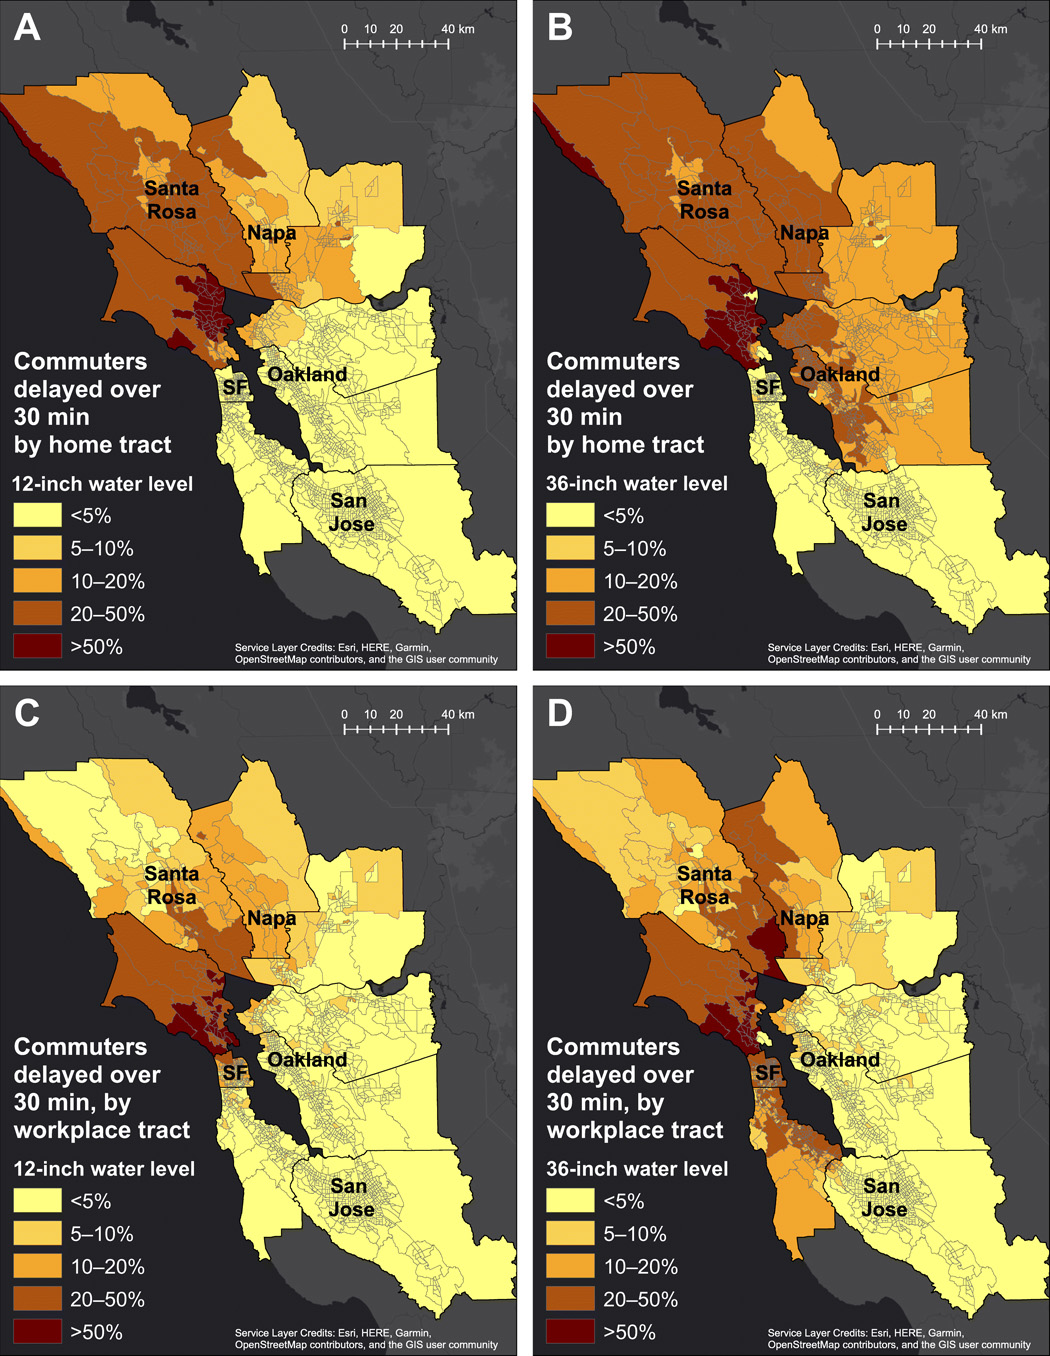 A
0 10 20 40 km
Santa
Rosa
Napa
Commuters
delayed over
30 min
by home tract
Oakland
SF
12-inch water level
San
Jose
<5%
5–10%
10–20%
20–50%
>50%
Service Layer Credits: Esri, HERE, Garmin,
OpenStreetMap contributors, and the GIS user community
B
0 10 20 40 km
Santa
Rosa
Napa
Commuters
delayed over
30 min
by home tract
Oakland
SF
36-inch water level
San
Jose
<5%
5–10%
10–20%
20–50%
>50%
Service Layer Credits: Esri, HERE, Garmin,
OpenStreetMap contributors, and the GIS user community
C
0 10 20 40 km
Santa
Rosa
Napa
Commuters
delayed over
30 min, by
workplace tract
Oakland
SF
12-inch water level
San
Jose
<5%
5–10%
10–20%
20–50%
>50%
Service Layer Credits: Esri, HERE, Garmin,
OpenStreetMap contributors, and the GIS user community
D
0 10 20 40 km
Santa
Rosa
Napa
Commuters
delayed over
30 min, by
workplace tract
Oakland
SF
36-inch water level
San
Jose
<5%
5–10%
10–20%
20–50%
>50%
Service Layer Credits: Esri, HERE, Garmin,
OpenStreetMap contributors, and the GIS user community